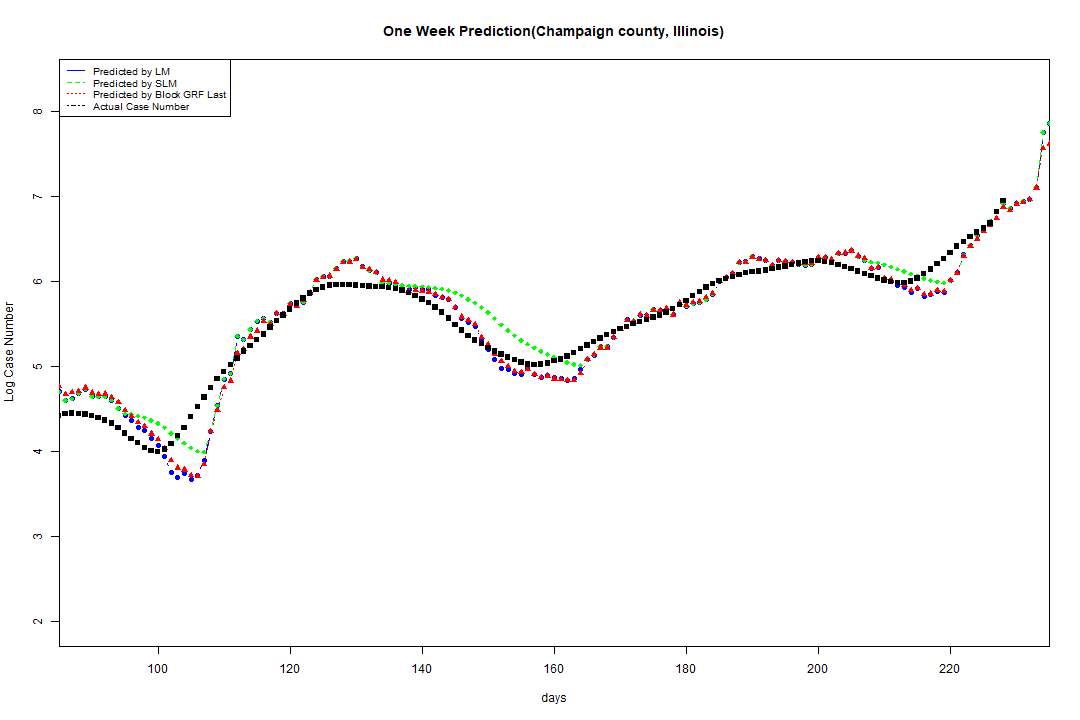 One Week Prediction(Champaign county, Illinois)
Predicted by LM
Predicted by SLM
Predicted by Block GRF Last
Actual Case Number
8
7
6
5
4
3
2
Log Case Number
100 120 140 160 180 200 220
days